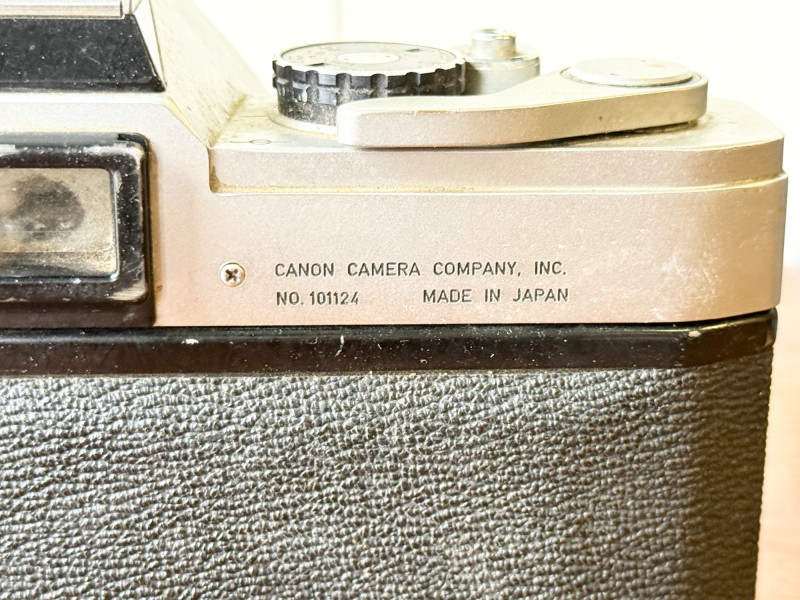 CANON CAMERA COMPANY, INC.
NO. 101124 MADE IN JAPAN